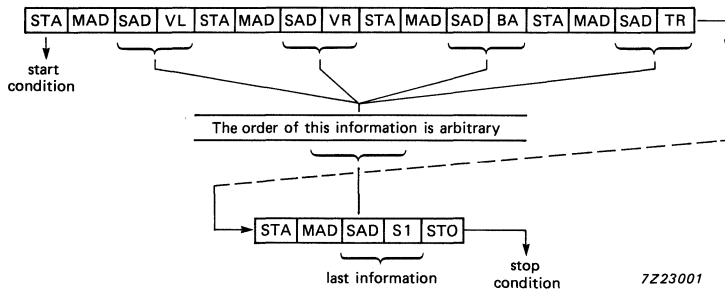 STA MAD SAD VL STA MAD SAD VR STA MAD SAD BA STA MAD SAD TR
start
condition
The order of this information is arbitrary
STA MAD SAD S1 STO
last information
stop
condition
7Z23001